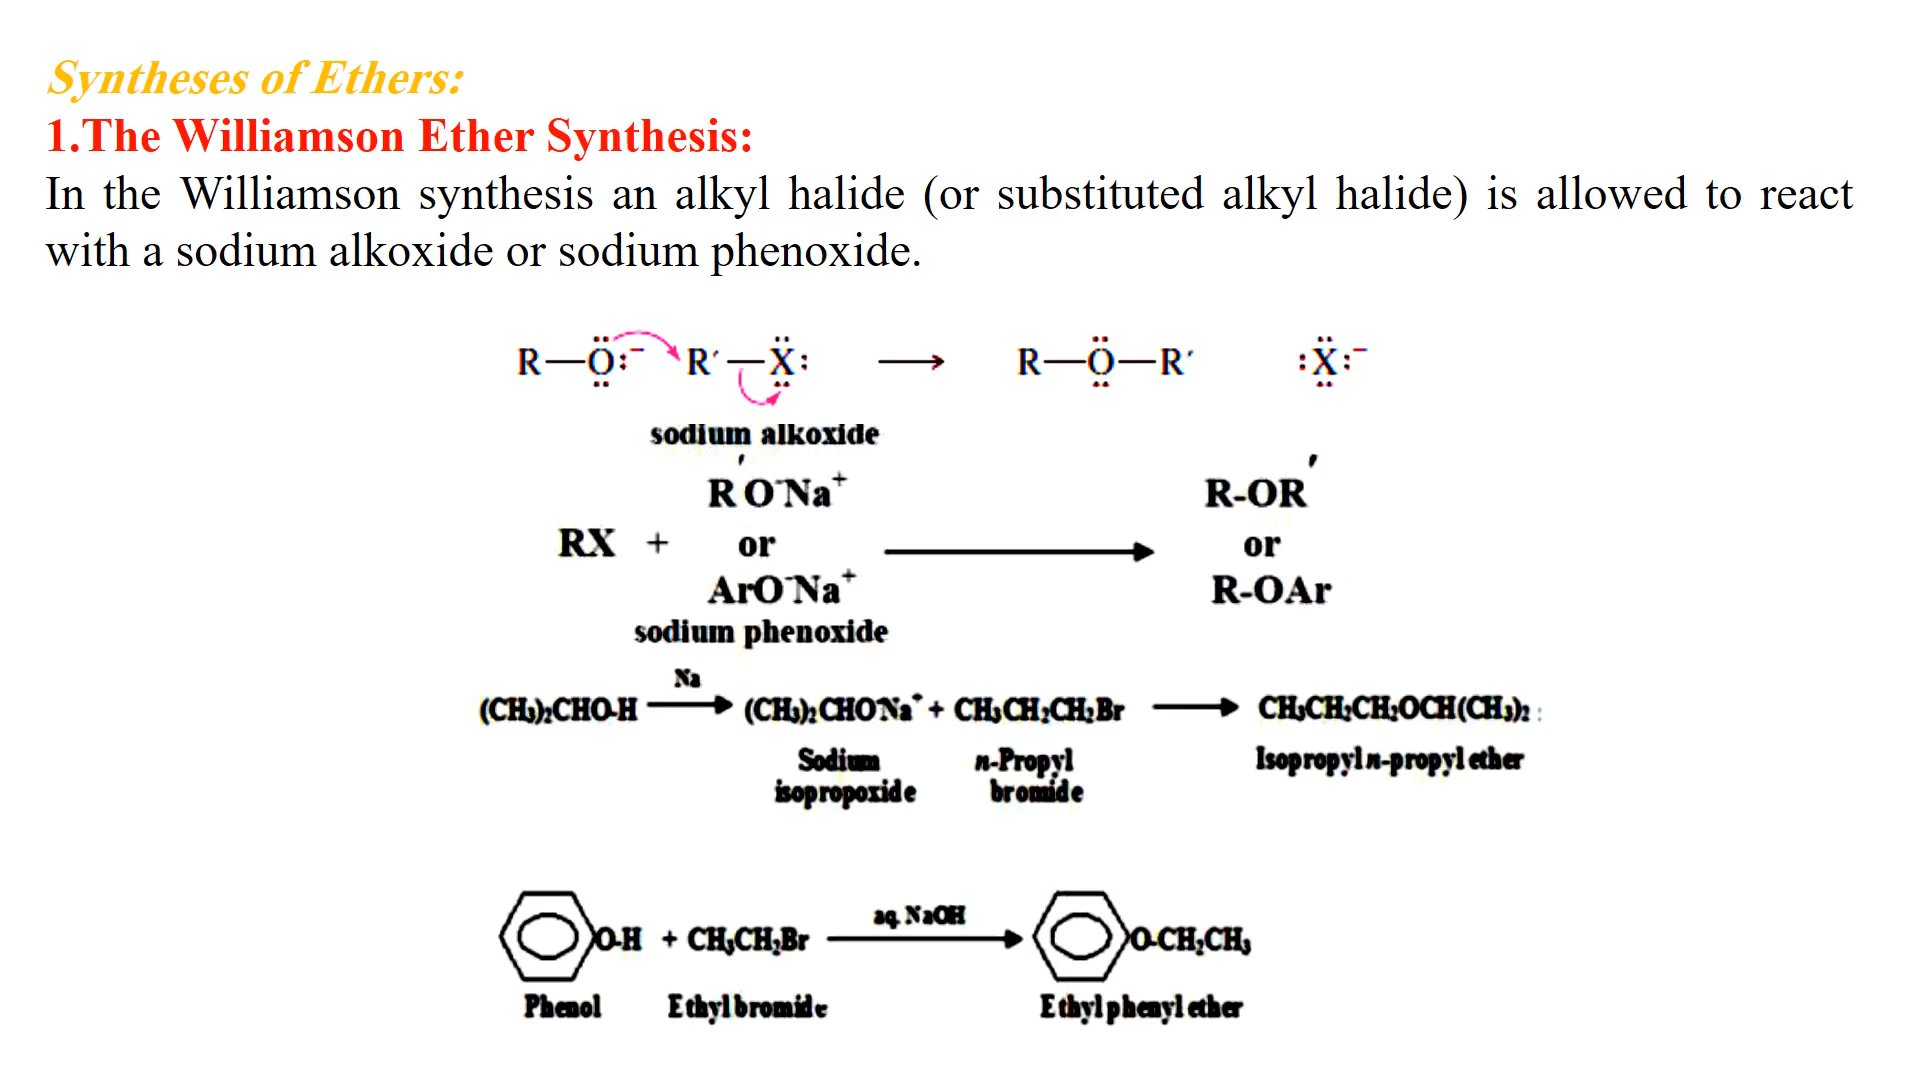 Syntheses of Ethers:
1.The Williamson Ether Synthesis:
In the Williamson synthesis an alkyl halide (or substituted alkyl halide) is allowed to react
with a sodium alkoxide or sodium phenoxide.
R—Ö:⁻ R′—Ẍ: ⟶ R—Ö—R′ :Ẍ:⁻
sodium alkoxide
R′O⁻Na⁺ R-OR′
RX + or ⟶ or
ArO⁻Na⁺ R-OAr
sodium phenoxide
Na
(CH₃)₂CHO-H ⟶ (CH₃)₂CHO⁻Na⁺ + CH₃CH₂CH₂Br ⟶ CH₃CH₂CH₂OCH(CH₃)₂
Sodium n-Propyl Isopropyl n-propyl ether
isopropoxide bromide
aq. NaOH
O-H + CH₃CH₂Br ⟶ O-CH₂CH₃
Phenol Ethyl bromide Ethyl phenyl ether